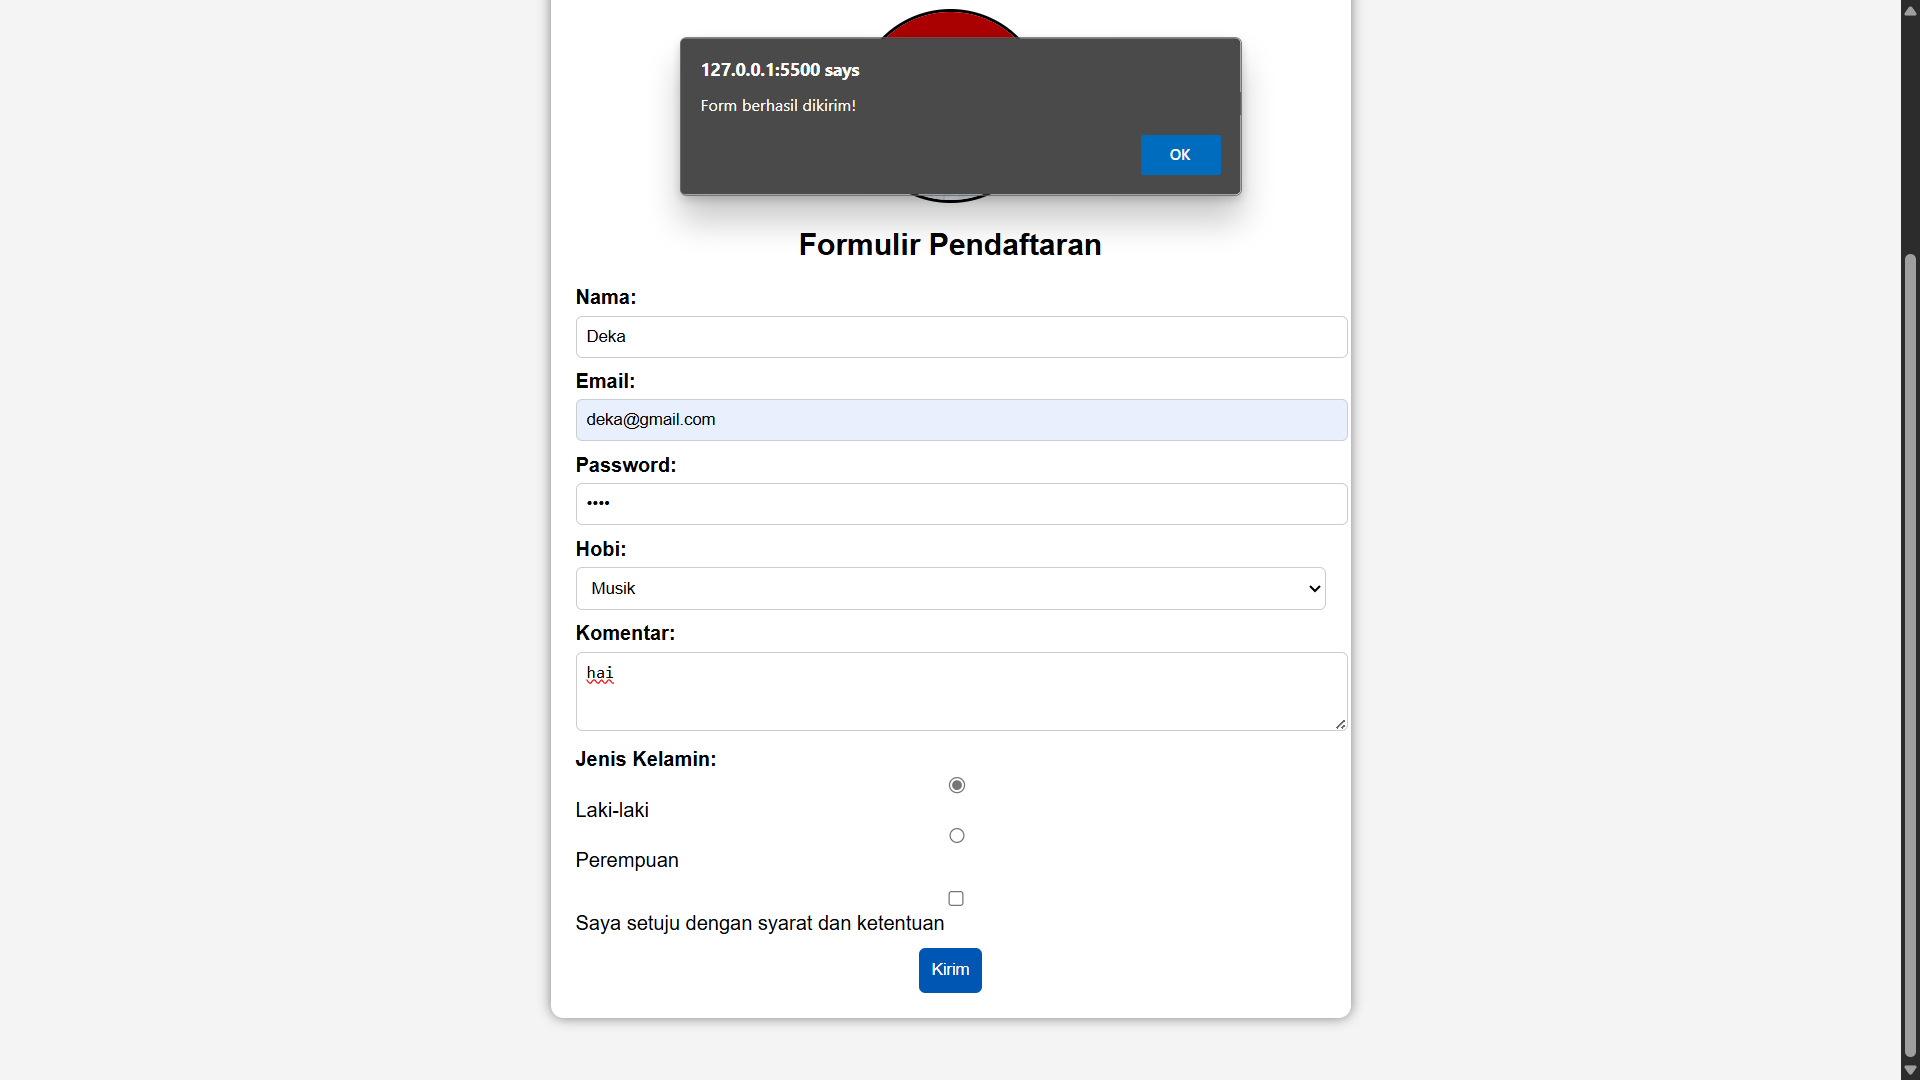 127.0.0.1:5500 says
Form berhasil dikirim!
OK
Formulir Pendaftaran
Nama:
Deka
Email:
deka@gmail.com
Password:
••••
Hobi:
Musik
Komentar:
hai
Jenis Kelamin:
Laki-laki
Perempuan
Saya setuju dengan syarat dan ketentuan
Kirim